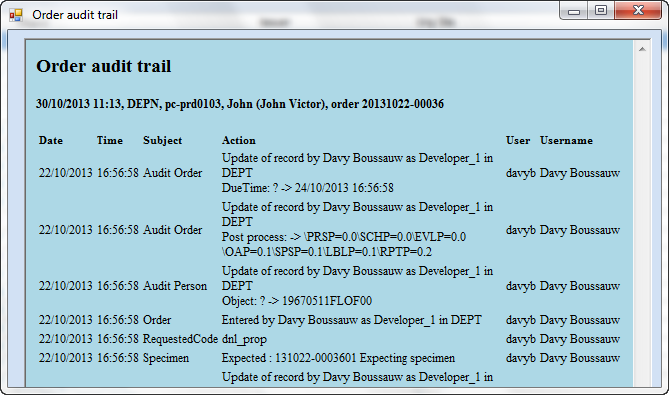 Order audit trail
Order audit trail
30/10/2013 11:13, DEPN, pc-prd0103, John (John Victor), order 20131022-00036
Date Time Subject Action User Username
Update of record by Davy Boussauw as Developer_1 in
22/10/2013 16:56:58 Audit Order DEPT davyb Davy Boussauw
DueTime: ? -> 24/10/2013 16:56:58
Update of record by Davy Boussauw as Developer_1 in
DEPT
22/10/2013 16:56:58 Audit Order Post process: -> \PRSP=0.0\SCHP=0.0\EVLP=0.0 davyb Davy Boussauw
\OAP=0.1\SPSP=0.1\LBLP=0.1\RPTP=0.2
Update of record by Davy Boussauw as Developer_1 in
22/10/2013 16:56:58 Audit Person DEPT davyb Davy Boussauw
Object: ? -> 19670511FLOF00
22/10/2013 16:56:58 Order Entered by Davy Boussauw as Developer_1 in DEPT davyb Davy Boussauw
22/10/2013 16:56:58 RequestedCode dnl_prop davyb Davy Boussauw
22/10/2013 16:56:58 Specimen Expected : 131022-0003601 Expecting specimen davyb Davy Boussauw
Update of record by Davy Boussauw as Developer_1 in